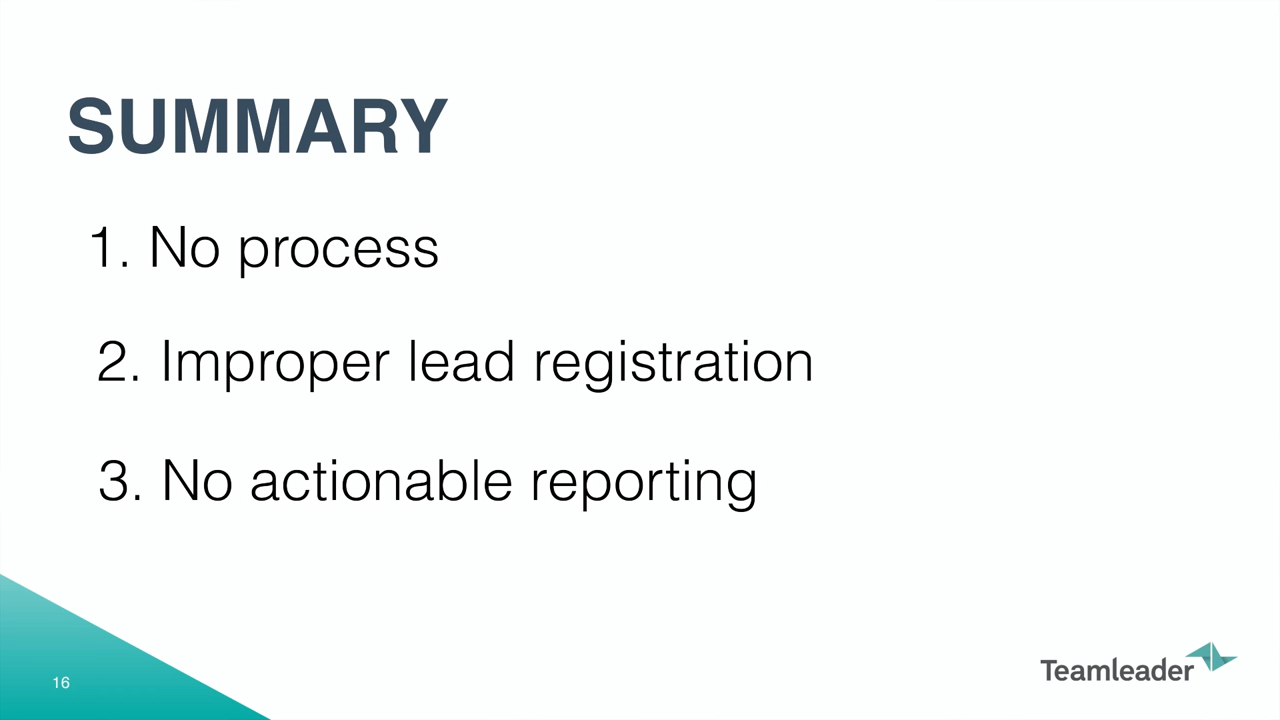 SUMMARY
1. No process
2. Improper lead registration
3. No actionable reporting
16
Teamleader